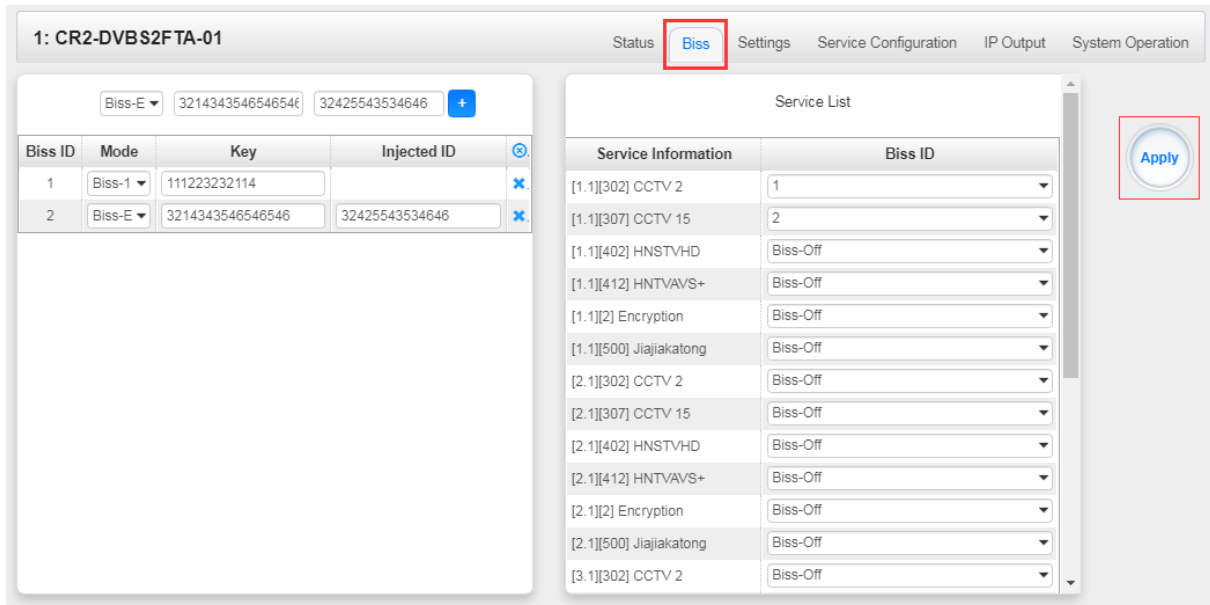 1: CR2-DVBS2FTA-01
Status Biss Settings Service Configuration IP Output System Operation
Biss-E 3214343546546546 32425543534646 +
Biss ID Mode Key Injected ID
1 Biss-1 111223232114
2 Biss-E 3214343546546546 32425543534646
Service List
Service Information Biss ID
[1.1][302] CCTV 2 1
[1.1][307] CCTV 15 2
[1.1][402] HNSTVHD Biss-Off
[1.1][412] HNTVAVS+ Biss-Off
[1.1][2] Encryption Biss-Off
[1.1][500] Jiajiakatong Biss-Off
[2.1][302] CCTV 2 Biss-Off
[2.1][307] CCTV 15 Biss-Off
[2.1][402] HNSTVHD Biss-Off
[2.1][412] HNTVAVS+ Biss-Off
[2.1][2] Encryption Biss-Off
[2.1][500] Jiajiakatong Biss-Off
[3.1][302] CCTV 2 Biss-Off
Apply